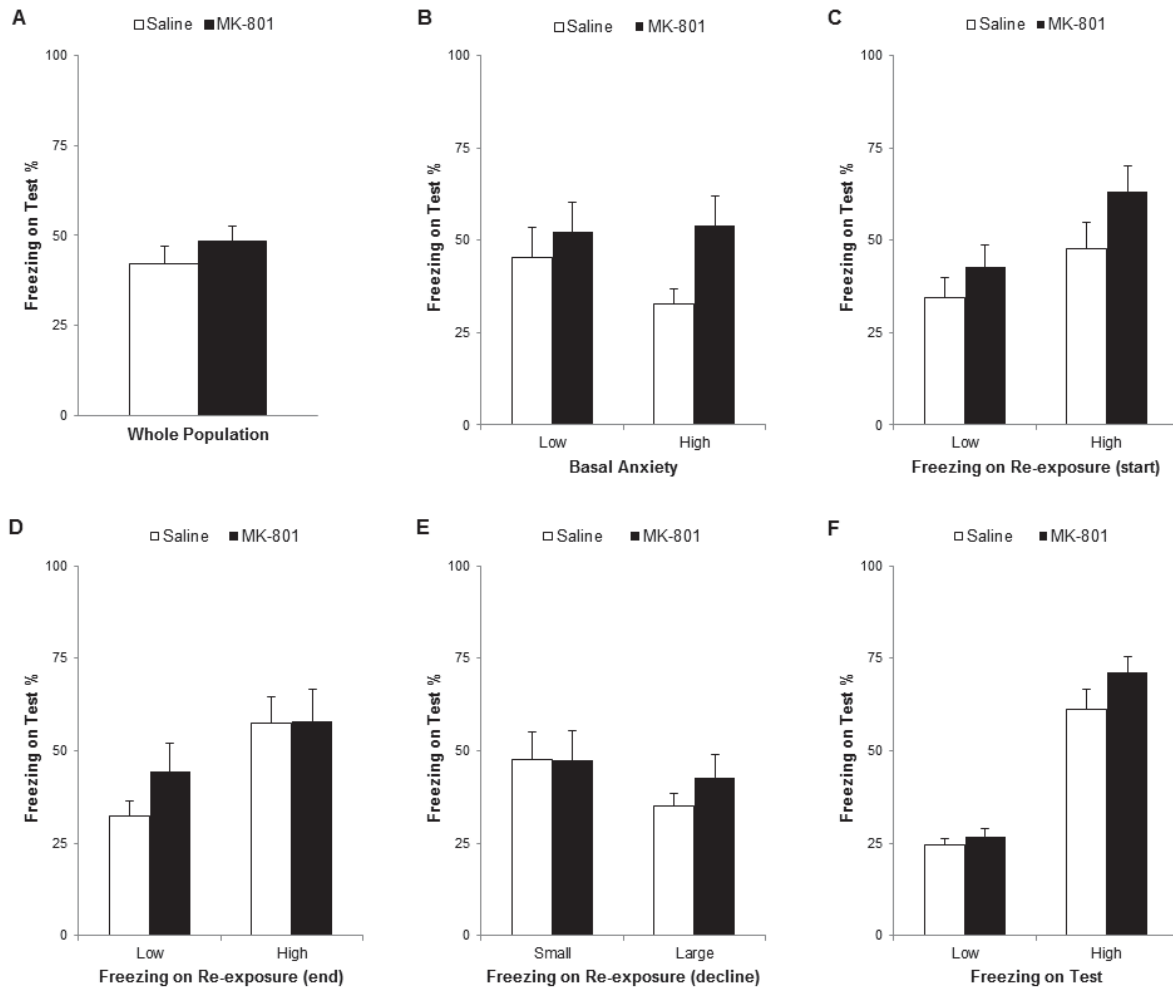 A
Saline MK-801
100
75
50
25
0
Freezing on Test %
Whole Population
B
Saline MK-801
100
75
50
25
0
Freezing on Test %
Low High
Basal Anxiety
C
Saline MK-801
100
75
50
25
0
Freezing on Test %
Low High
Freezing on Re-exposure (start)
D
Saline MK-801
100
75
50
25
0
Freezing on Test %
Low High
Freezing on Re-exposure (end)
E
Saline MK-801
100
75
50
25
0
Freezing on Test %
Small Large
Freezing on Re-exposure (decline)
F
Saline MK-801
100
75
50
25
0
Freezing on Test %
Low High
Freezing on Test